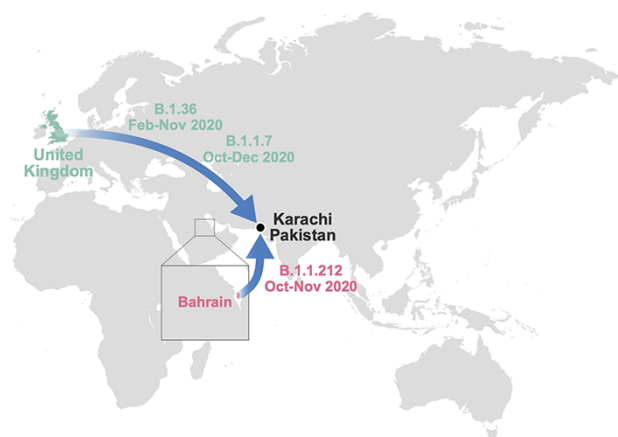 B.1.36
Feb-Nov 2020
B.1.1.7
Oct-Dec 2020
United
Kingdom
Karachi
Pakistan
B.1.1.212
Oct-Nov 2020
Bahrain